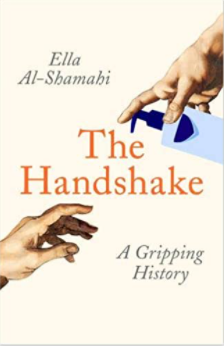 Ella
Al-Shamahi
The
Handshake
A Gripping
History